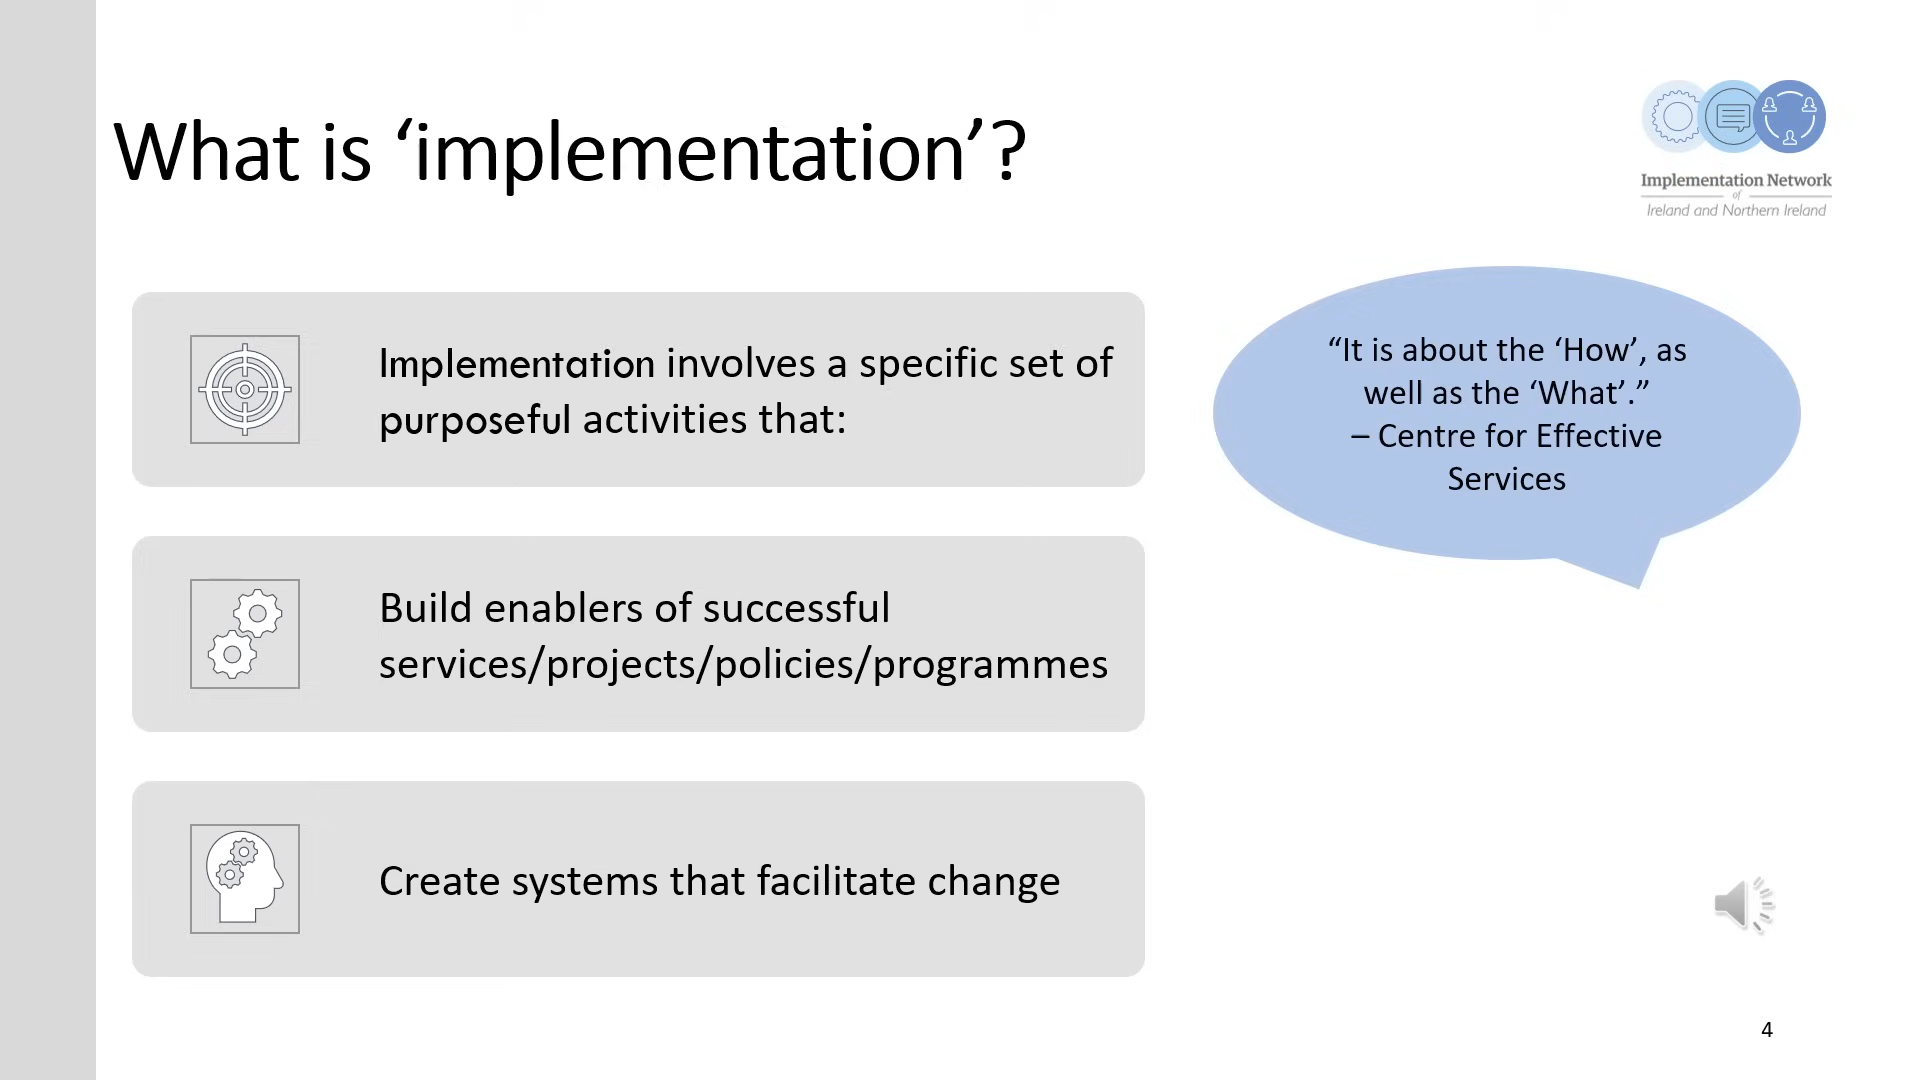 What is ‘implementation’?
Implementation Network
of
Ireland and Northern Ireland
Implementation involves a specific set of
purposeful activities that:
Build enablers of successful
services/projects/policies/programmes
Create systems that facilitate change
“It is about the ‘How’, as
well as the ‘What’.”
– Centre for Effective
Services
4